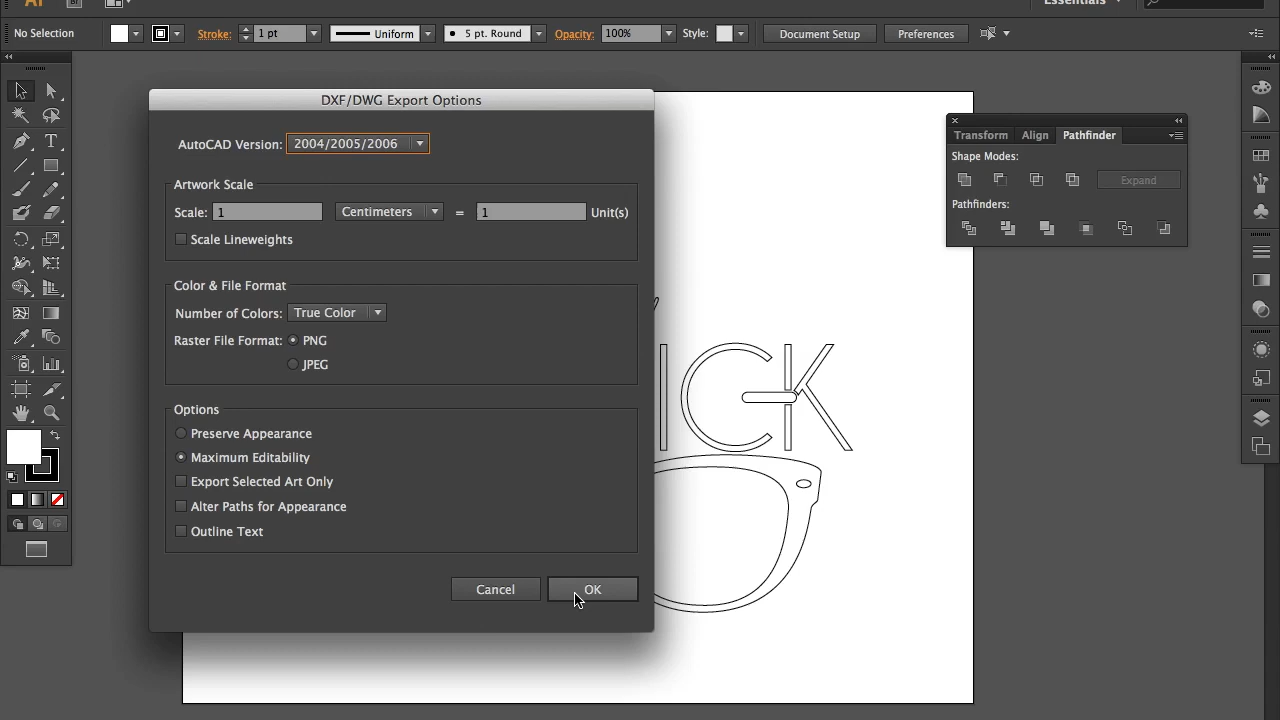 Ai
Essentials
No Selection
Stroke: 1 pt Uniform 5 pt. Round Opacity: 100% Style: Document Setup Preferences
DXF/DWG Export Options
AutoCAD Version: 2004/2005/2006
Artwork Scale
Scale: 1 Centimeters = 1 Unit(s)
Scale Lineweights
Color & File Format
Number of Colors: True Color
Raster File Format: PNG
JPEG
Options
Preserve Appearance
Maximum Editability
Export Selected Art Only
Alter Paths for Appearance
Outline Text
Cancel OK
ICK
Transform Align Pathfinder
Shape Modes:
Expand
Pathfinders: